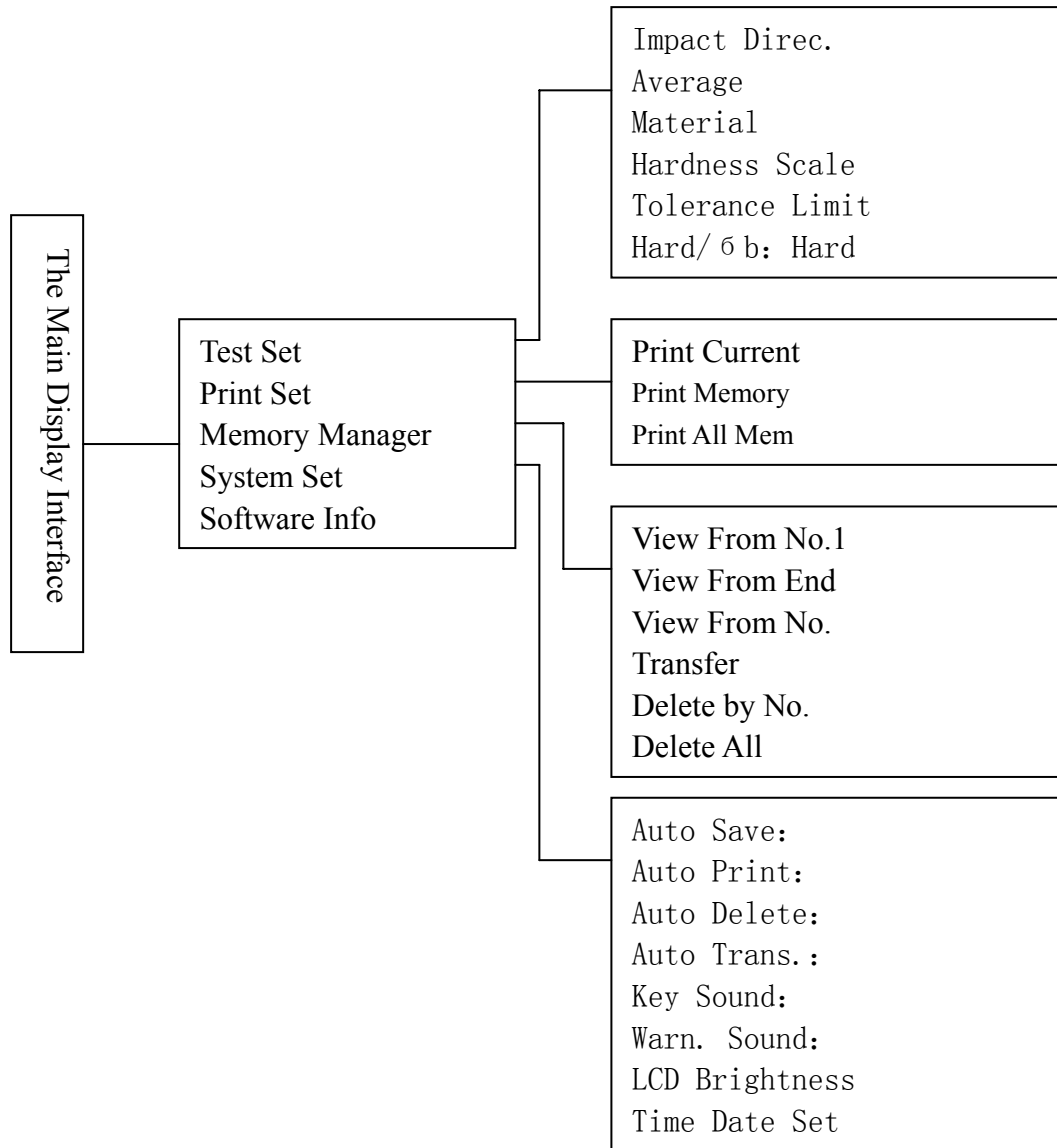 The Main Display Interface
Test Set
Print Set
Memory Manager
System Set
Software Info
Impact Direc.
Average
Material
Hardness Scale
Tolerance Limit
Hard/бb: Hard
Print Current
Print Memory
Print All Mem
View From No.1
View From End
View From No.
Transfer
Delete by No.
Delete All
Auto Save:
Auto Print:
Auto Delete:
Auto Trans.:
Key Sound:
Warn. Sound:
LCD Brightness
Time Date Set